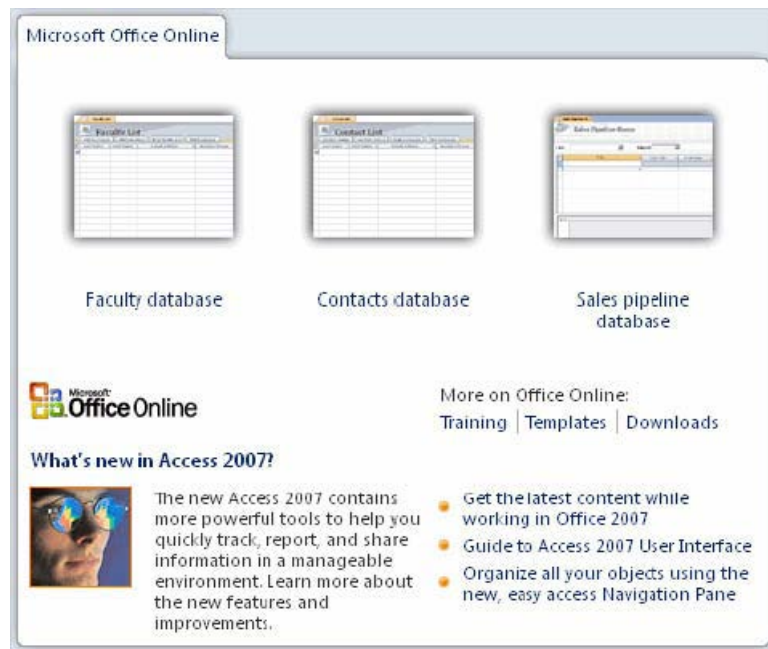 Microsoft Office Online
Faculty List
Contact List
Faculty database
Contacts database
Sales pipeline
database
Microsoft
Office Online
More on Office Online:
Training | Templates | Downloads
What's new in Access 2007?
The new Access 2007 contains
more powerful tools to help you
quickly track, report, and share
information in a manageable
environment. Learn more about
the new features and
improvements.
Get the latest content while
working in Office 2007
Guide to Access 2007 User Interface
Organize all your objects using the
new, easy access Navigation Pane